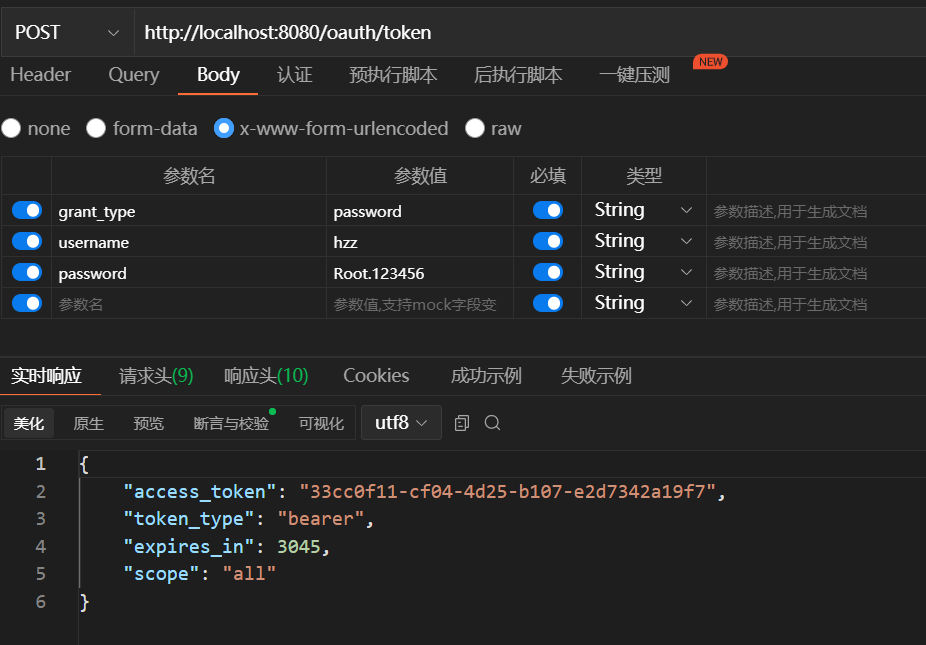 POST http://localhost:8080/oauth/token
Header Query Body 认证 预执行脚本 后执行脚本 一键压测 NEW
none form-data x-www-form-urlencoded raw
参数名 参数值 必填 类型
grant_type password String 参数描述,用于生成文档
username hzz String 参数描述,用于生成文档
password Root.123456 String 参数描述,用于生成文档
参数名 参数值,支持mock字段变 String 参数描述,用于生成文档
实时响应 请求头(9) 响应头(10) Cookies 成功示例 失败示例
美化 原生 预览 断言与校验 可视化 utf8
1 {
2 "access_token": "33cc0f11-cf04-4d25-b107-e2d7342a19f7",
3 "token_type": "bearer",
4 "expires_in": 3045,
5 "scope": "all"
6 }